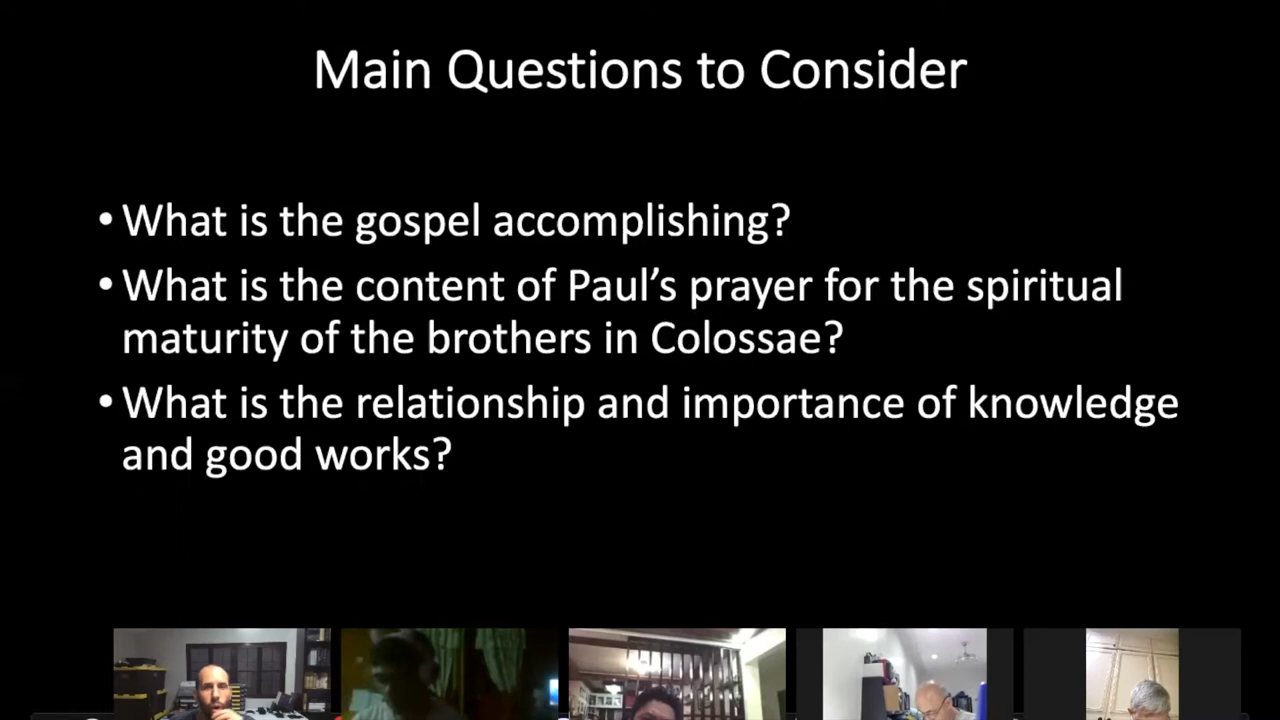 Main Questions to Consider
• What is the gospel accomplishing?
• What is the content of Paul’s prayer for the spiritual
maturity of the brothers in Colossae?
• What is the relationship and importance of knowledge
and good works?